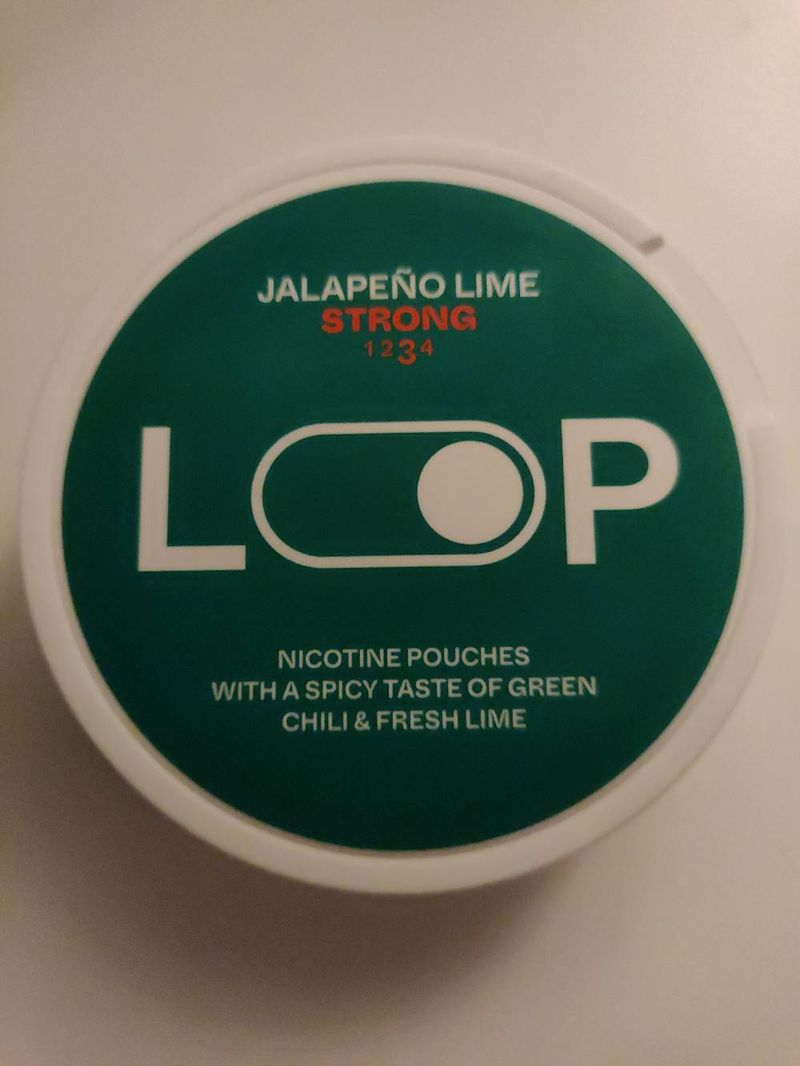 JALAPEÑO LIME
STRONG
1234
LOOP
NICOTINE POUCHES
WITH A SPICY TASTE OF GREEN
CHILI & FRESH LIME